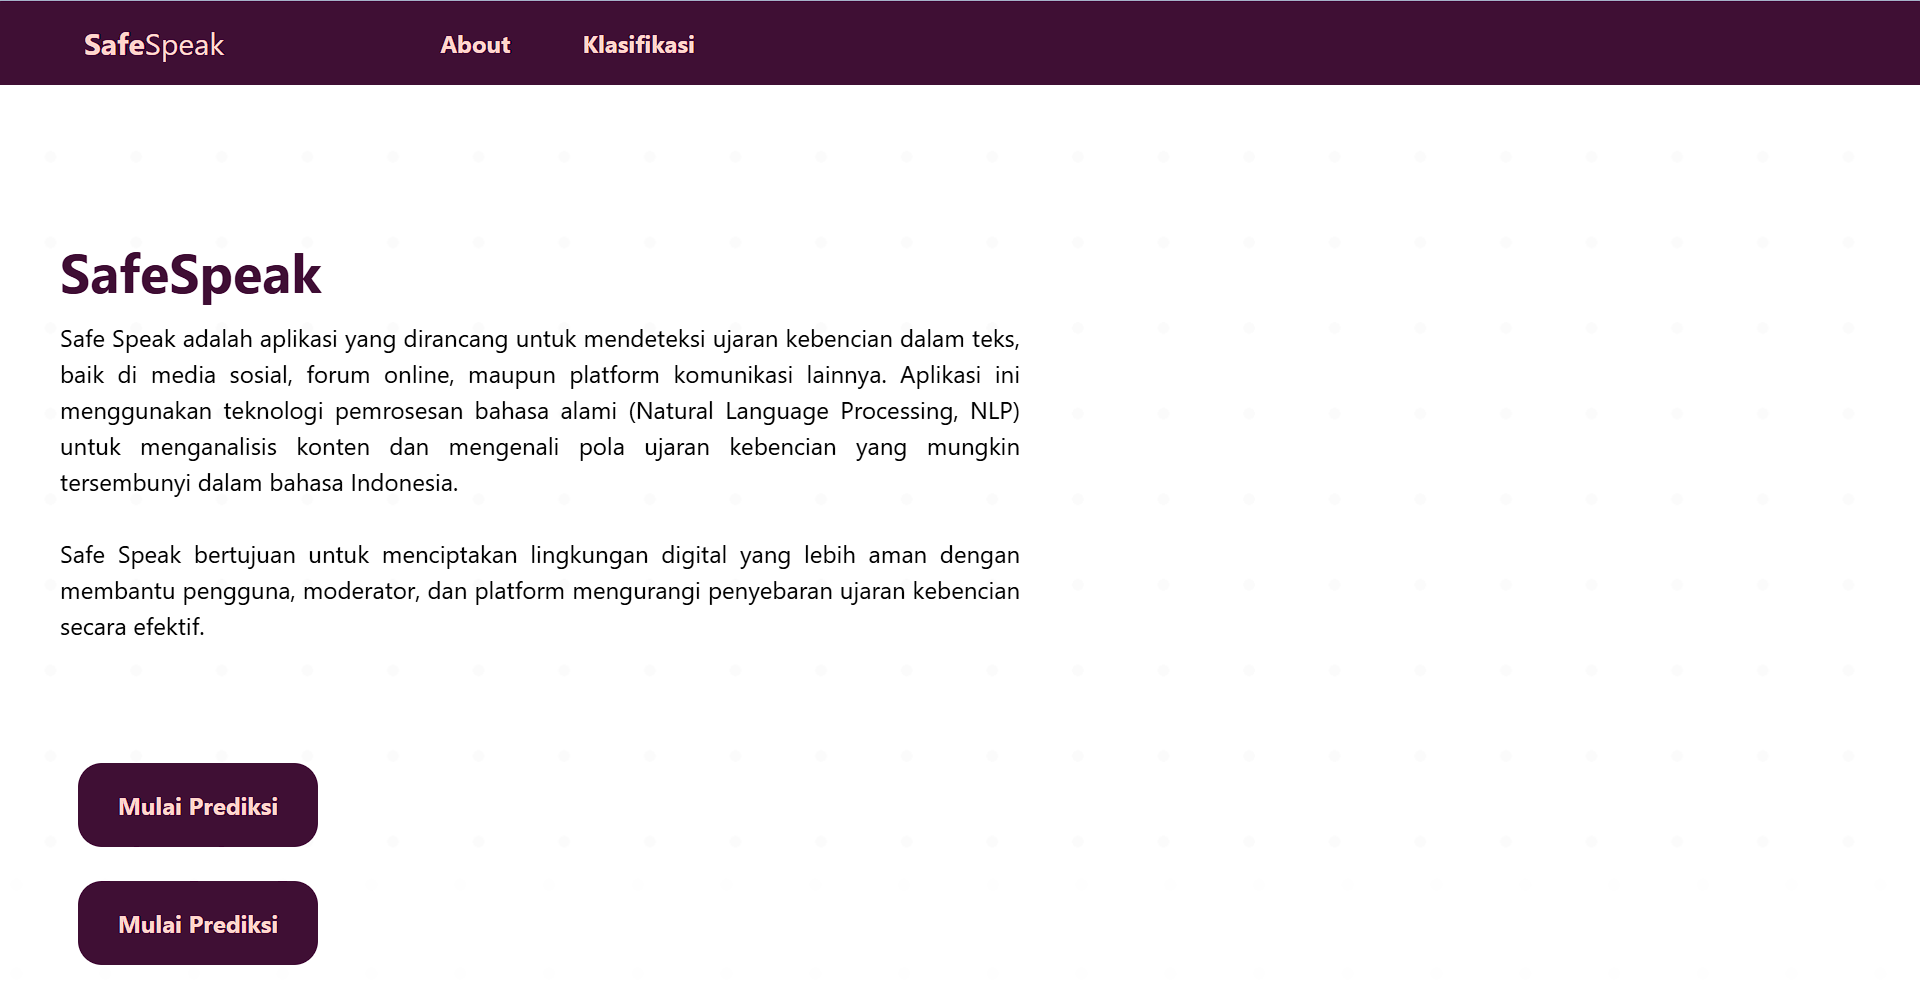 SafeSpeak About Klasifikasi
SafeSpeak
Safe Speak adalah aplikasi yang dirancang untuk mendeteksi ujaran kebencian dalam teks,
baik di media sosial, forum online, maupun platform komunikasi lainnya. Aplikasi ini
menggunakan teknologi pemrosesan bahasa alami (Natural Language Processing, NLP)
untuk menganalisis konten dan mengenali pola ujaran kebencian yang mungkin
tersembunyi dalam bahasa Indonesia.
Safe Speak bertujuan untuk menciptakan lingkungan digital yang lebih aman dengan
membantu pengguna, moderator, dan platform mengurangi penyebaran ujaran kebencian
secara efektif.
Mulai Prediksi
Mulai Prediksi